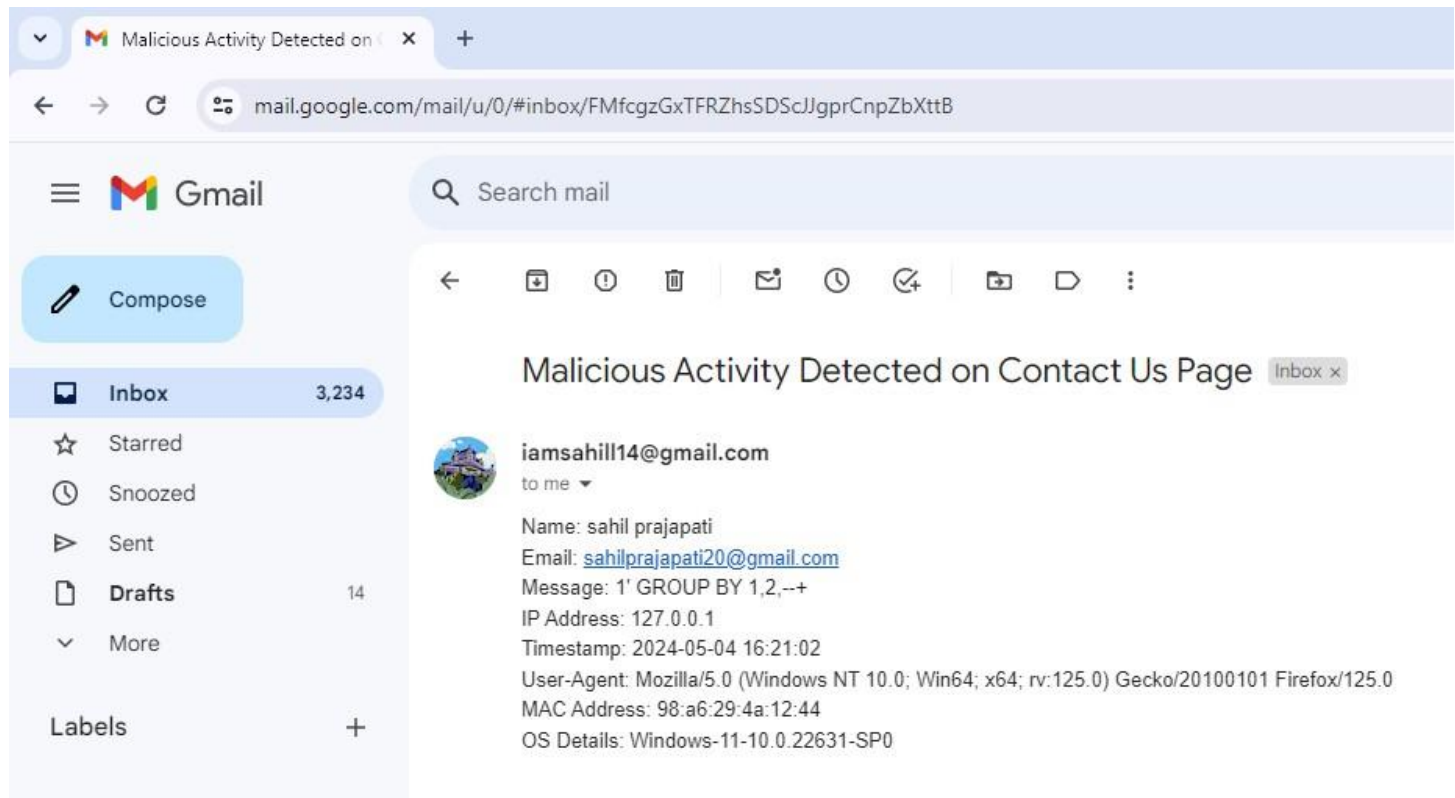 Malicious Activity Detected on
mail.google.com/mail/u/0/#inbox/FMfcgzGxTFRZhsSDScJJgprCnpZbXttB
Gmail
Search mail
Compose
Inbox 3,234
Starred
Snoozed
Sent
Drafts 14
More
Labels
Malicious Activity Detected on Contact Us Page Inbox ×
iamsahill14@gmail.com
to me
Name: sahil prajapati
Email: sahilprajapati20@gmail.com
Message: 1' GROUP BY 1,2,--+
IP Address: 127.0.0.1
Timestamp: 2024-05-04 16:21:02
User-Agent: Mozilla/5.0 (Windows NT 10.0; Win64; x64; rv:125.0) Gecko/20100101 Firefox/125.0
MAC Address: 98:a6:29:4a:12:44
OS Details: Windows-11-10.0.22631-SP0